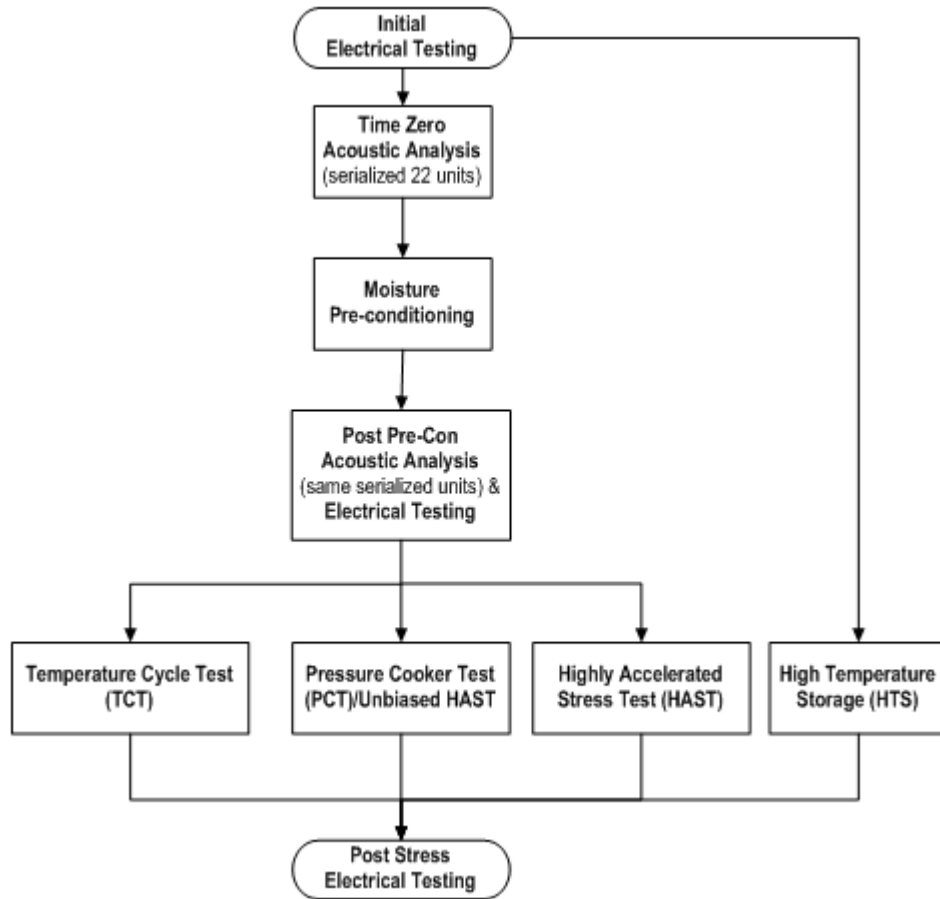 Initial
Electrical Testing
Time Zero
Acoustic Analysis
(serialized 22 units)
Moisture
Pre-conditioning
Post Pre-Con
Acoustic Analysis
(same serialized units) &
Electrical Testing
Temperature Cycle Test
(TCT)
Pressure Cooker Test
(PCT)/Unbiased HAST
Highly Accelerated
Stress Test (HAST)
High Temperature
Storage (HTS)
Post Stress
Electrical Testing